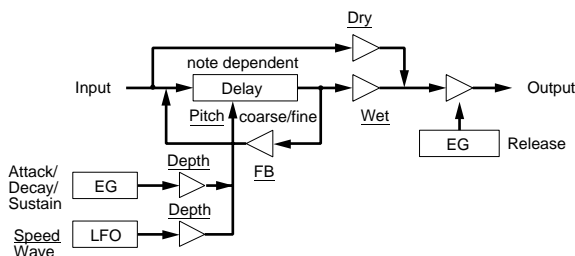 Dry
note dependent
Input
Delay
Output
Pitch
coarse/fine
Wet
EG
Release
FB
Attack/
Decay/
Sustain
EG
Depth
Depth
Speed
Wave
LFO